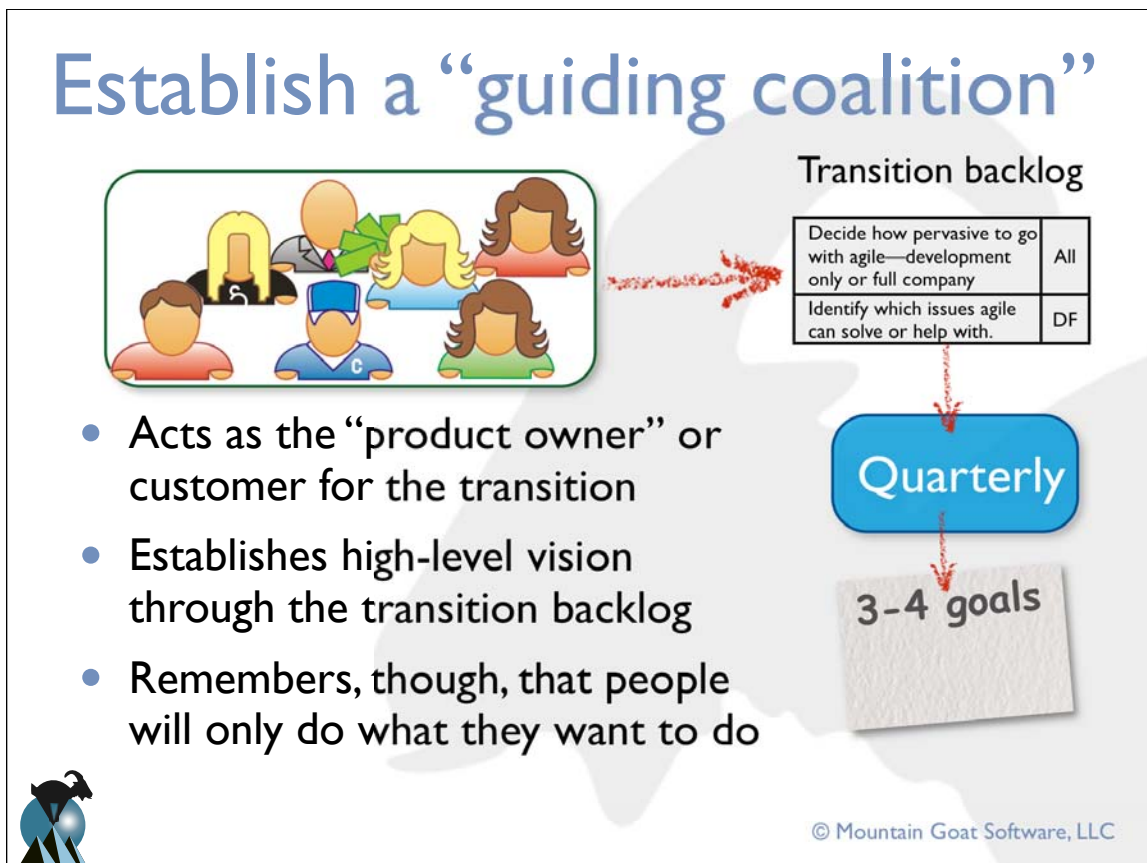 Establish a “guiding coalition”
Transition backlog
Decide how pervasive to go
with agile—development
only or full company
All
Identify which issues agile
can solve or help with.
DF
C
Quarterly
3-4 goals
• Acts as the “product owner” or
customer for the transition
• Establishes high-level vision
through the transition backlog
• Remembers, though, that people
will only do what they want to do
© Mountain Goat Software, LLC